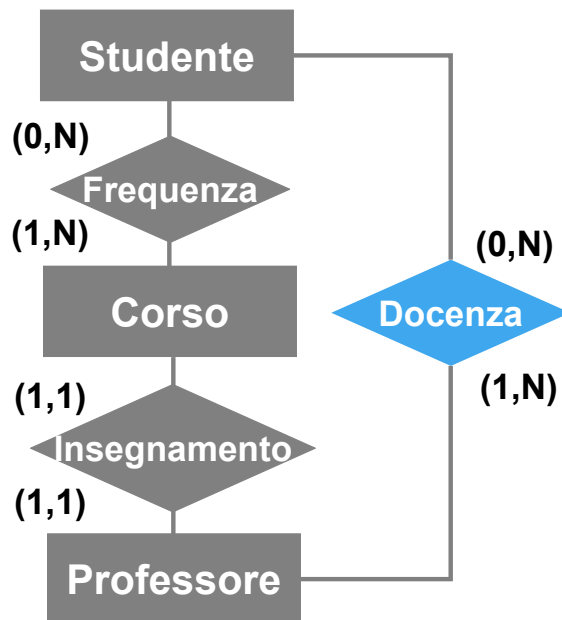 Studente
(0,N)
Frequenza
(1,N)
(0,N)
Corso
Docenza
(1,1)
(1,N)
Insegnamento
(1,1)
Professore